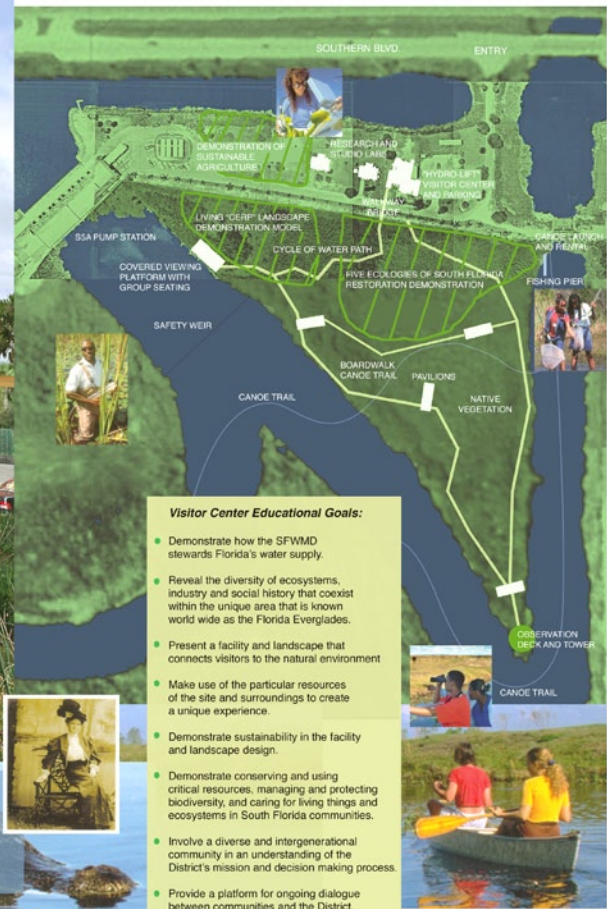 SOUTHERN BLVD.
ENTRY
DEMONSTRATION OF
SUSTAINABLE
AGRICULTURE
RESEARCH AND
STUDIO LABS
"HYDRO-LIFT"
VISITOR CENTER
AND PARKING
WALKWAY
BRIDGE
LIVING "CERP" LANDSCAPE
DEMONSTRATION MODEL
S5A PUMP STATION
CYCLE OF WATER PATH
CANOE LAUNCH
AND RENTAL
COVERED VIEWING
PLATFORM WITH
GROUP SEATING
FIVE ECOLOGIES OF SOUTH FLORIDA
RESTORATION DEMONSTRATION
FISHING PIER
SAFETY WEIR
BOARDWALK
CANOE TRAIL
PAVILIONS
CANOE TRAIL
NATIVE
VEGETATION
Visitor Center Educational Goals:
• Demonstrate how the SFWMD
stewards Florida's water supply.
• Reveal the diversity of ecosystems,
industry and social history that coexist
within the unique area that is known
world wide as the Florida Everglades.
• Present a facility and landscape that
connects visitors to the natural environment
• Make use of the particular resources
of the site and surroundings to create
a unique experience.
• Demonstrate sustainability in the facility
and landscape design.
• Demonstrate conserving and using
critical resources, managing and protecting
biodiversity, and caring for living things and
ecosystems in South Florida communities.
• Involve a diverse and intergenerational
community in an understanding of the
District's mission and decision making process.
• Provide a platform for ongoing dialogue
between communities and the District.
OBSERVATION
DECK AND TOWER
CANOE TRAIL